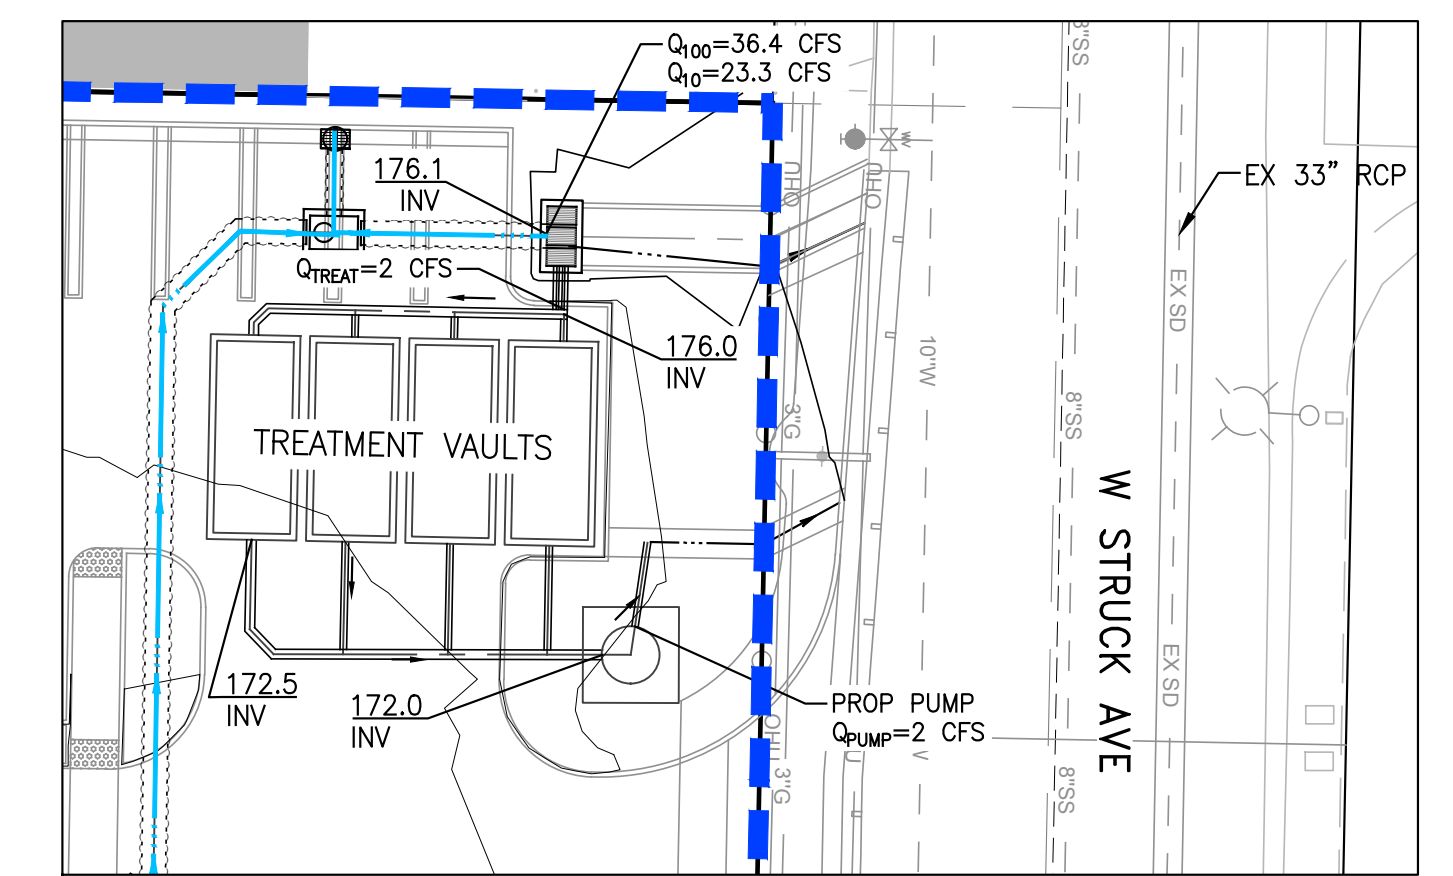 Q100=36.4 CFS
Q10=23.3 CFS
176.1
INV
QTREAT=2 CFS
176.0
INV
TREATMENT VAULTS
172.5
INV
172.0
INV
PROP PUMP
QPUMP=2 CFS
EX 33” RCP
W STRUCK AVE
EX SD
EX SD
8"SS
8"SS
8"SS
10"W
W
OHU
OHU
3"G
3"G
OHU